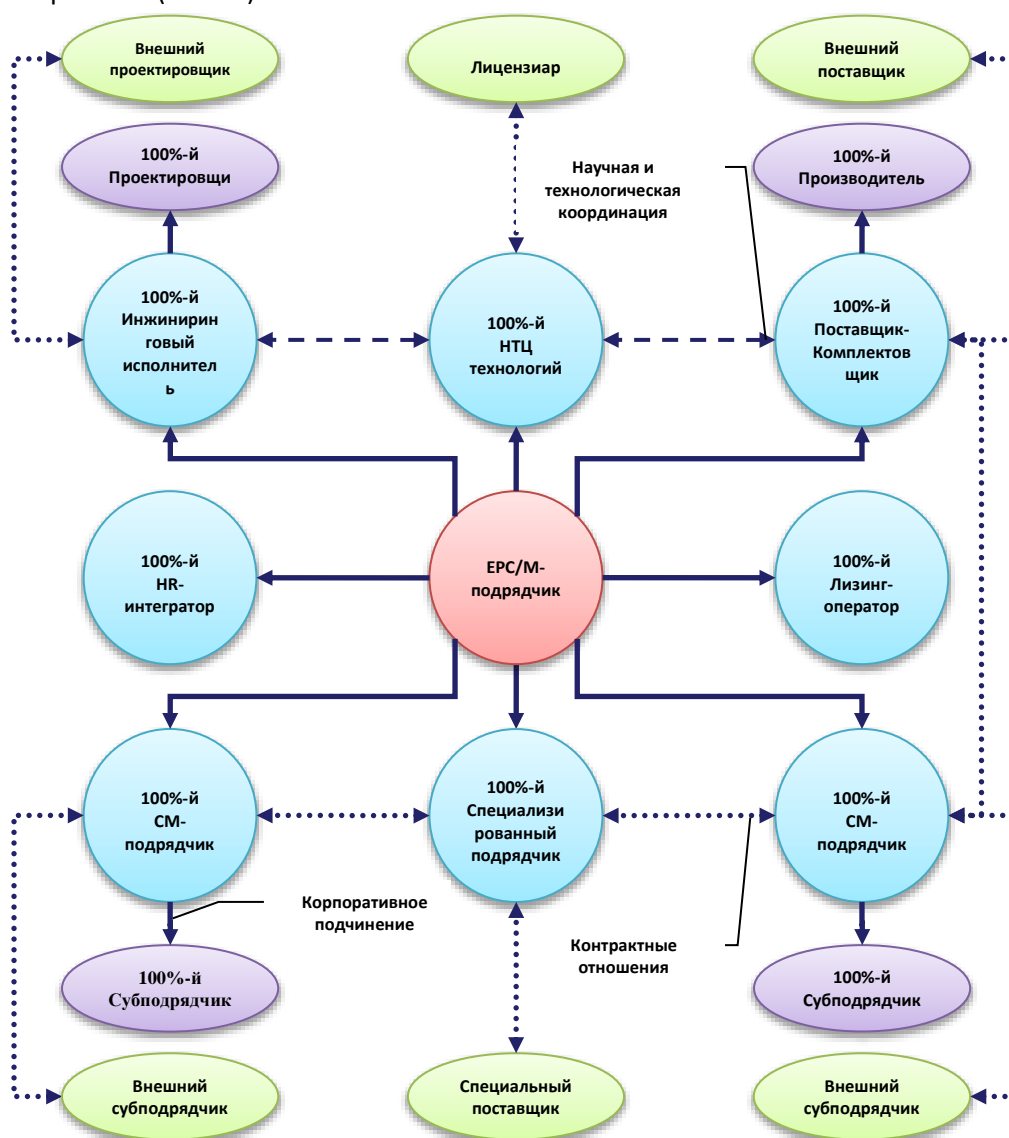 Внешний
проектировщик
Лицензиар
Внешний
поставщик
100%-й
Проектировщи
Научная и
технологическая
координация
100%-й
Производитель
100%-й
Инжинирин
говый
исполнител
ь
100%-й
НТЦ
технологий
100%-й
Поставщик-
Комплектов
щик
100%-й
HR-
интегратор
EPC/M-
подрядчик
100%-й
Лизинг-
оператор
100%-й
СМ-
подрядчик
100%-й
Специализи
рованный
подрядчик
100%-й
СМ-
подрядчик
Корпоративное
подчинение
Контрактные
отношения
100%-й
Субподрядчик
100%-й
Субподрядчик
Внешний
субподрядчик
Специальный
поставщик
Внешний
субподрядчик